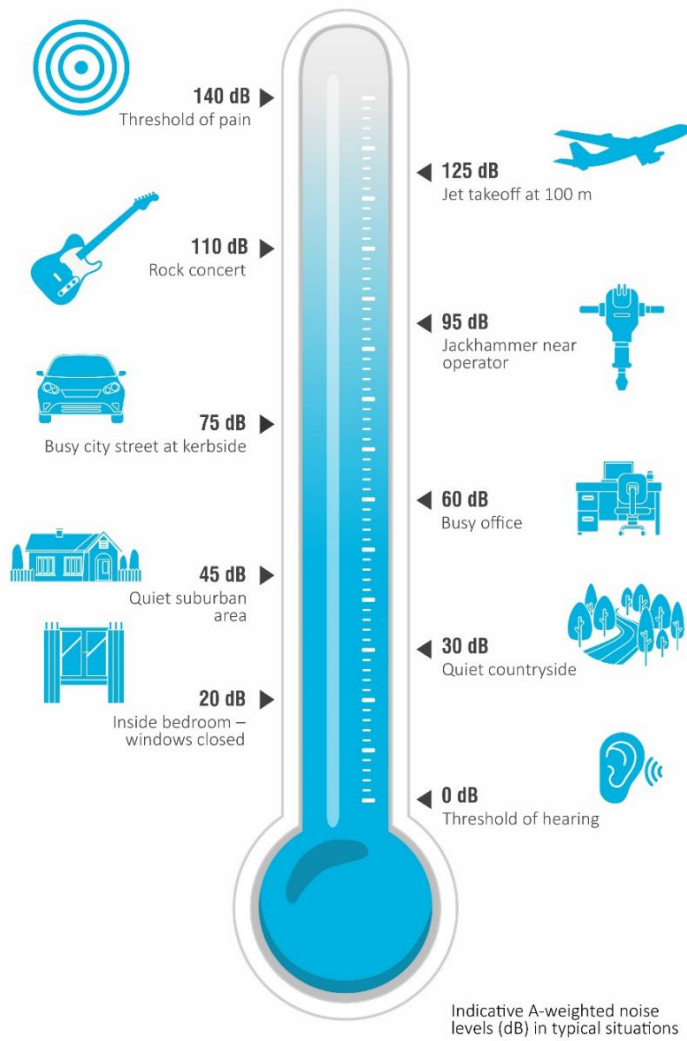 140 dB
Threshold of pain
125 dB
Jet takeoff at 100 m
110 dB
Rock concert
95 dB
Jackhammer near
operator
75 dB
Busy city street at kerbside
60 dB
Busy office
45 dB
Quiet suburban
area
30 dB
Quiet countryside
20 dB
Inside bedroom –
windows closed
0 dB
Threshold of hearing
Indicative A-weighted noise
levels (dB) in typical situations